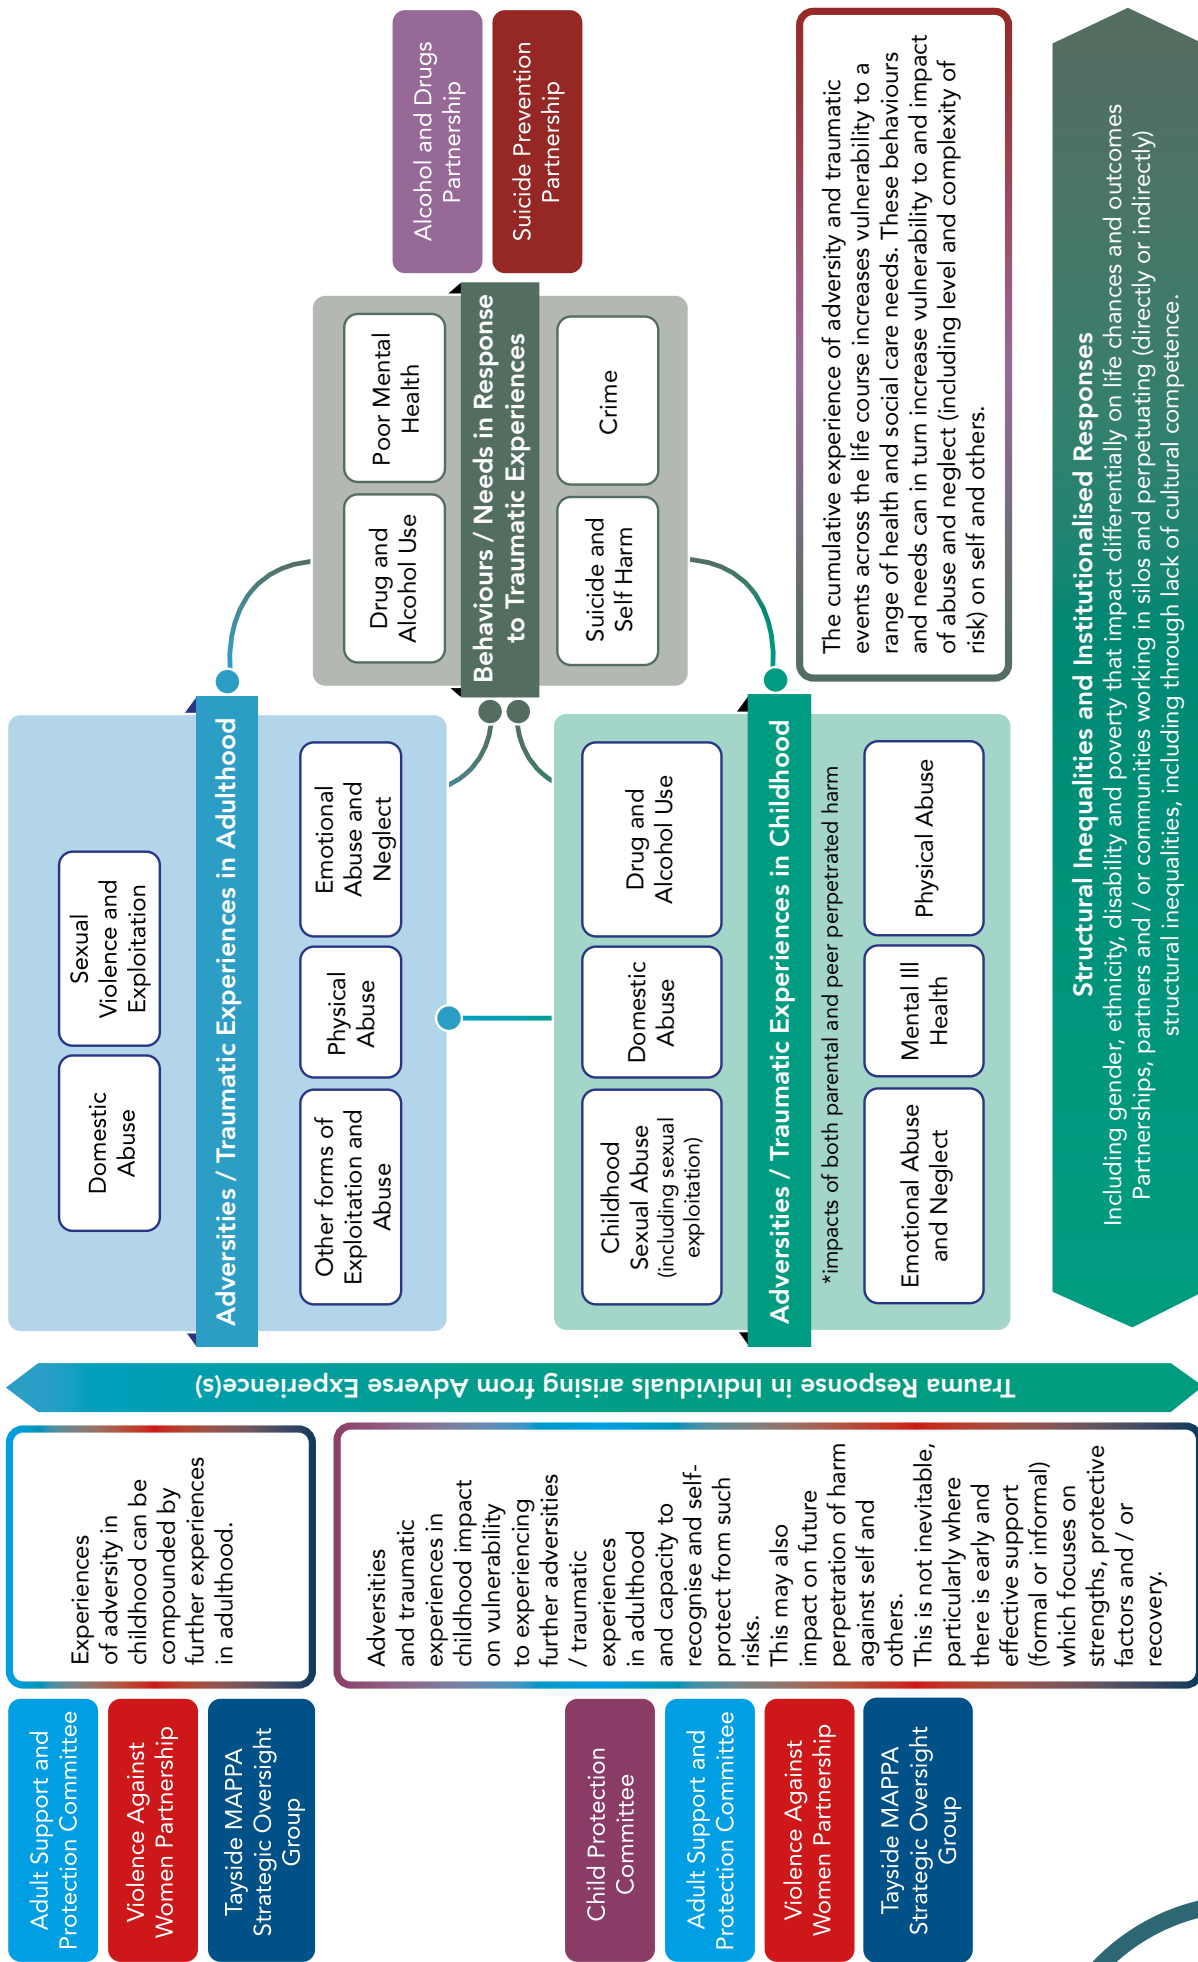 Adult Support and
Protection Committee
Violence Against
Women Partnership
Tayside MAPPA
Strategic Oversight
Group
Experiences
of adversity in
childhood can be
compounded by
further experiences
in adulthood.
Child Protection
Committee
Adult Support and
Protection Committee
Violence Against
Women Partnership
Tayside MAPPA
Strategic Oversight
Group
Adversities
and traumatic
experiences in
childhood impact
on vulnerability
to experiencing
further adversities
/ traumatic
experiences
in adulthood
and capacity to
recognise and self-
protect from such
risks.
This may also
impact on future
perpetration of harm
against self and
others.
This is not inevitable,
particularly where
there is early and
effective support
(formal or informal)
which focuses on
strengths, protective
factors and / or
recovery.
Trauma Response in Individuals arising from Adverse Experience(s)
Domestic
Abuse
Sexual
Violence and
Exploitation
Adversities / Traumatic Experiences in Adulthood
Other forms of
Exploitation and
Abuse
Physical
Abuse
Emotional
Abuse and
Neglect
Childhood
Sexual Abuse
(including sexual
exploitation)
Domestic
Abuse
Drug and
Alcohol Use
Adversities / Traumatic Experiences in Childhood
*impacts of both parental and peer perpetrated harm
Emotional Abuse
and Neglect
Mental Ill
Health
Physical Abuse
Drug and
Alcohol Use
Poor Mental
Health
Behaviours / Needs in Response
to Traumatic Experiences
Suicide and
Self Harm
Crime
Alcohol and Drugs
Partnership
Suicide Prevention
Partnership
The cumulative experience of adversity and traumatic
events across the life course increases vulnerability to a
range of health and social care needs. These behaviours
and needs can in turn increase vulnerability to and impact
of abuse and neglect (including level and complexity of
risk) on self and others.
Structural Inequalities and Institutionalised Responses
Including gender, ethnicity, disability and poverty that impact differentially on life chances and outcomes
Partnerships, partners and / or communities working in silos and perpetuating (directly or indirectly)
structural inequalities, including through lack of cultural competence.